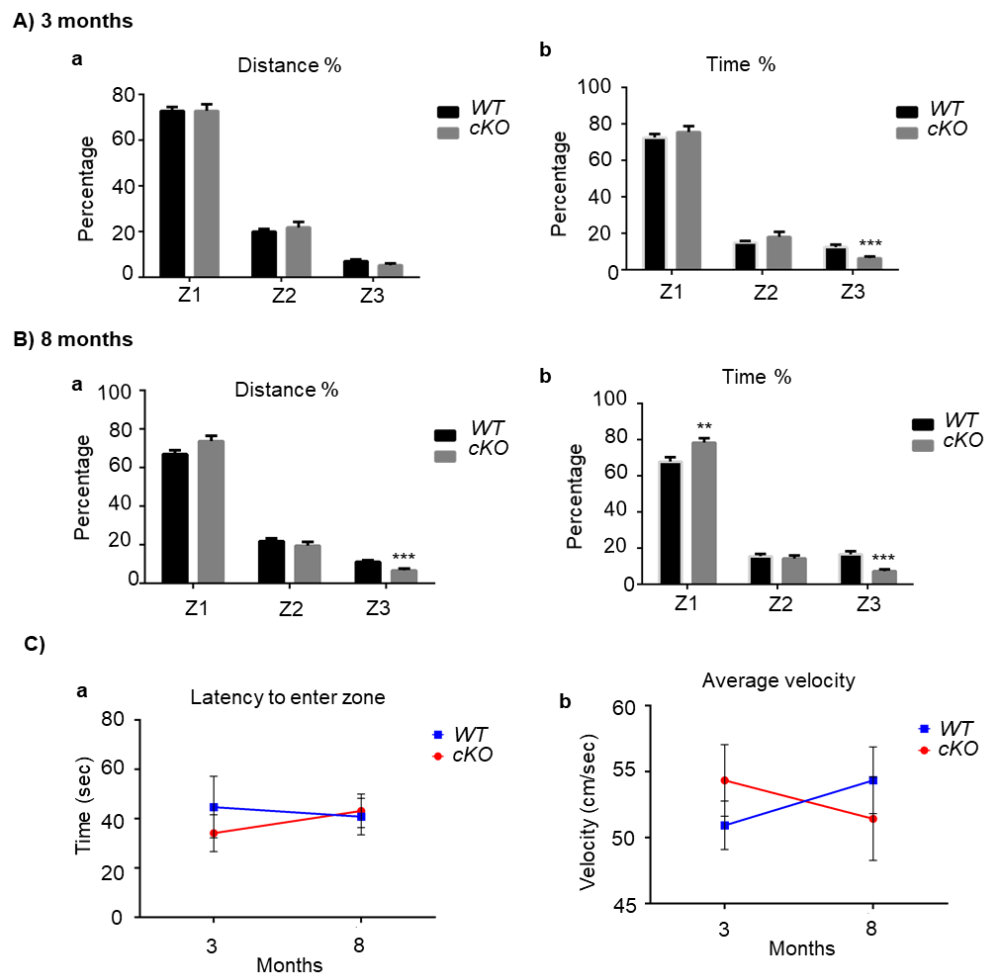 A) 3 months
a
Distance %
Percentage
80
60
40
20
0
Z1 Z2 Z3
WT
cKO
b
Time %
Percentage
100
80
60
40
20
0
***
Z1 Z2 Z3
WT
cKO
B) 8 months
a
Distance %
Percentage
100
80
60
40
20
0
***
Z1 Z2 Z3
WT
cKO
b
Time %
Percentage
100
80
60
40
20
0
**
***
Z1 Z2 Z3
WT
cKO
C)
a
Latency to enter zone
Time (sec)
80
60
40
20
0
3 8
Months
WT
cKO
b
Average velocity
Velocity (cm/sec)
60
55
50
45
3 8
Months
WT
cKO